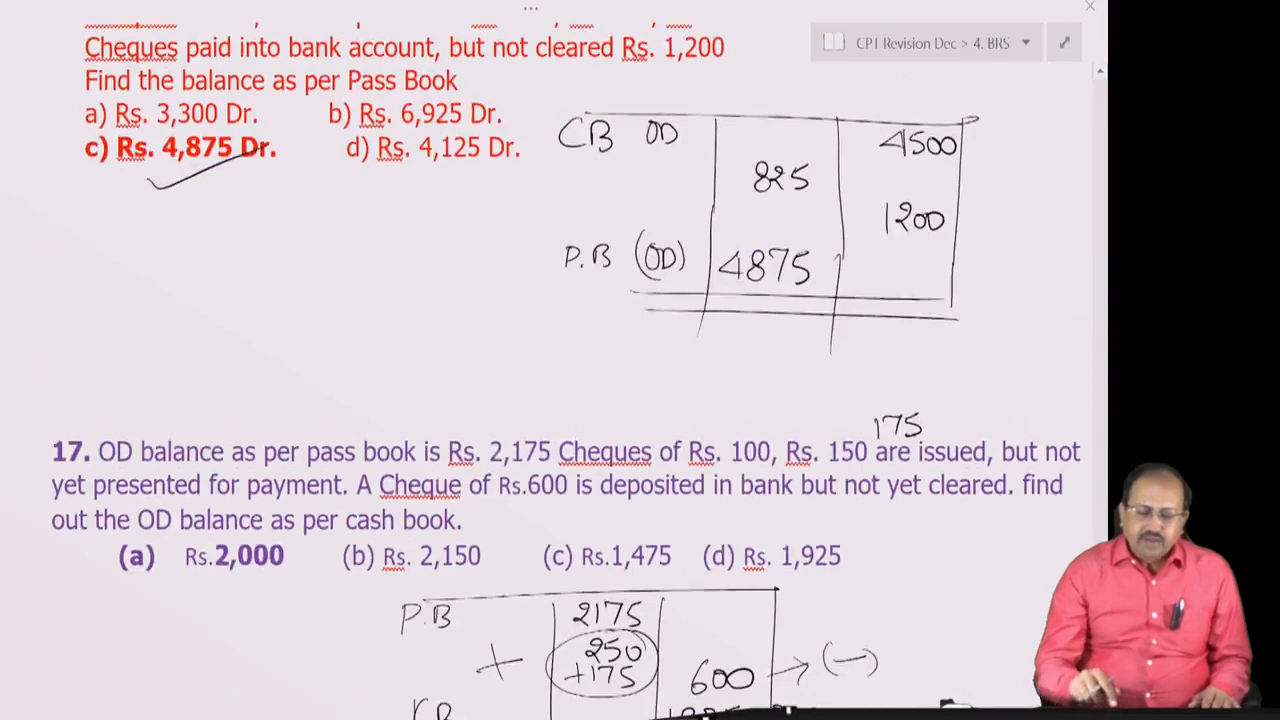 CPT Revision Dec > 4. BRS
Cheques paid into bank account, but not cleared Rs. 1,200
Find the balance as per Pass Book
a) Rs. 3,300 Dr. b) Rs. 6,925 Dr.
c) Rs. 4,875 Dr. d) Rs. 4,125 Dr.
CB OD 4500
825
1200
P.B (OD) 4875
175
17. OD balance as per pass book is Rs. 2,175 Cheques of Rs. 100, Rs. 150 are issued, but not
yet presented for payment. A Cheque of Rs.600 is deposited in bank but not yet cleared. find
out the OD balance as per cash book.
(a) Rs.2,000 (b) Rs. 2,150 (c) Rs.1,475 (d) Rs. 1,925
P.B 2175
+ 250
+175 600 → (-)